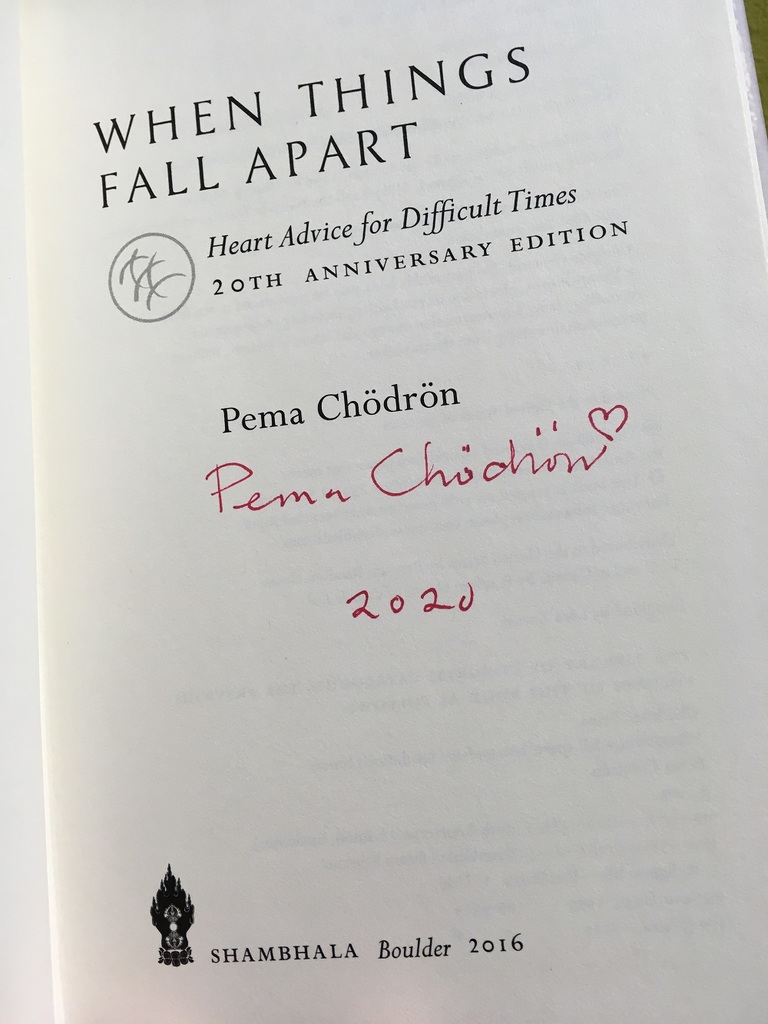 WHEN THINGS
FALL APART
Heart Advice for Difficult Times
20TH ANNIVERSARY EDITION
Pema Chödrön
Pema Chödrön ♡
2020
SHAMBHALA Boulder 2016